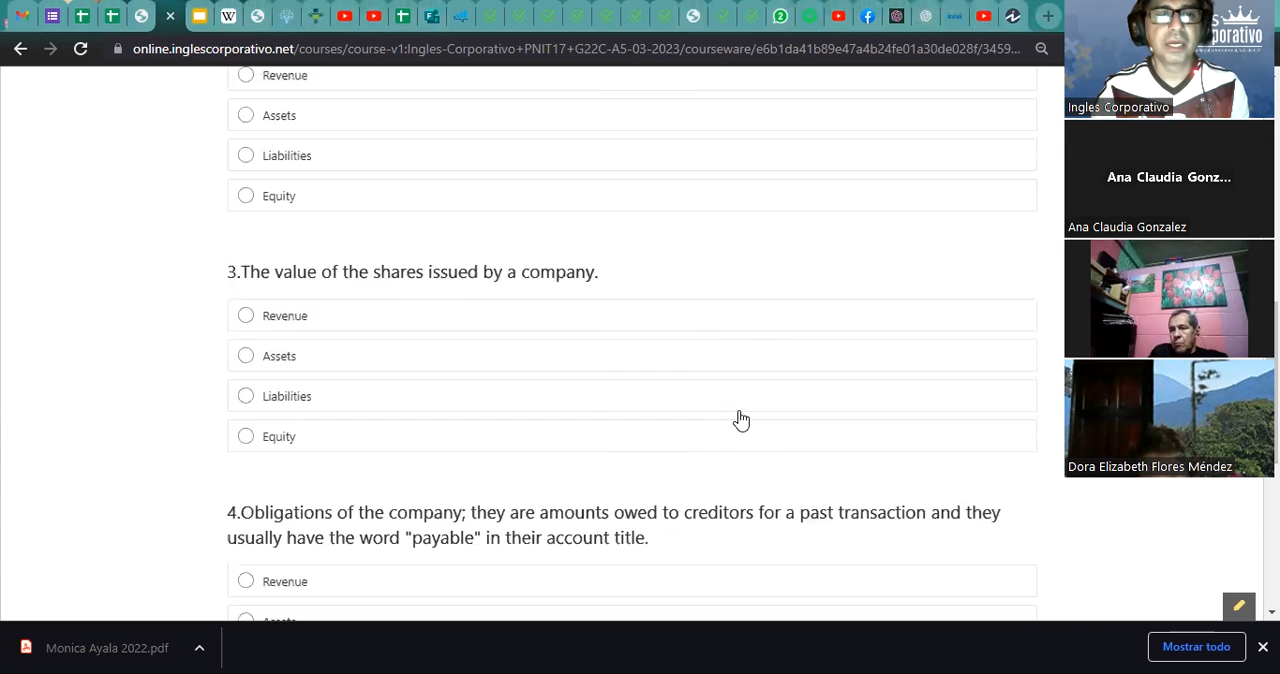 online.inglescorporativo.net/courses/course-v1:Ingles-Corporativo+PNIT17+G22C-A5-03-2023/courseware/e6b1da41b89e47a4b24fe01a30de028f/3459...
Revenue
Assets
Liabilities
Equity
3.The value of the shares issued by a company.
Revenue
Assets
Liabilities
Equity
4.Obligations of the company; they are amounts owed to creditors for a past transaction and they
usually have the word "payable" in their account title.
Revenue
Assets
Ingles Corporativo
Ana Claudia Gonz...
Ana Claudia Gonzalez
Dora Elizabeth Flores Méndez
Monica Ayala 2022.pdf
Mostrar todo